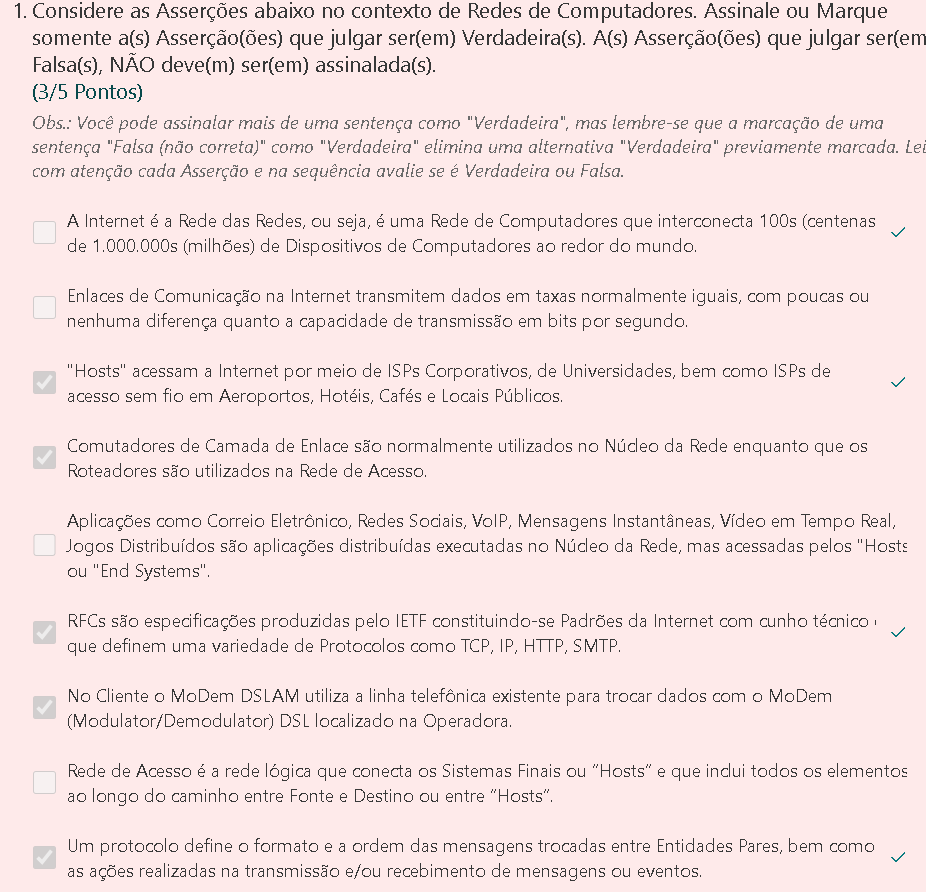 1. Considere as Asserções abaixo no contexto de Redes de Computadores. Assinale ou Marque
somente a(s) Asserção(ões) que julgar ser(em) Verdadeira(s). A(s) Asserção(ões) que julgar ser(em
Falsa(s), NÃO deve(m) ser(em) assinalada(s).
(3/5 Pontos)
Obs.: Você pode assinalar mais de uma sentença como "Verdadeira", mas lembre-se que a marcação de uma
sentença "Falsa (não correta)" como "Verdadeira" elimina uma alternativa "Verdadeira" previamente marcada. Lei
com atenção cada Asserção e na sequência avalie se é Verdadeira ou Falsa.
A Internet é a Rede das Redes, ou seja, é uma Rede de Computadores que interconecta 100s (centenas
de 1.000.000s (milhões) de Dispositivos de Computadores ao redor do mundo.
Enlaces de Comunicação na Internet transmitem dados em taxas normalmente iguais, com poucas ou
nenhuma diferença quanto a capacidade de transmissão em bits por segundo.
"Hosts" acessam a Internet por meio de ISPs Corporativos, de Universidades, bem como ISPs de
acesso sem fio em Aeroportos, Hotéis, Cafés e Locais Públicos.
Comutadores de Camada de Enlace são normalmente utilizados no Núcleo da Rede enquanto que os
Roteadores são utilizados na Rede de Acesso.
Aplicações como Correio Eletrônico, Redes Sociais, VoIP, Mensagens Instantâneas, Vídeo em Tempo Real,
Jogos Distribuídos são aplicações distribuídas executadas no Núcleo da Rede, mas acessadas pelos "Hosts
ou "End Systems".
RFCs são especificações produzidas pelo IETF constituindo-se Padrões da Internet com cunho técnico
que definem uma variedade de Protocolos como TCP, IP, HTTP, SMTP.
No Cliente o MoDem DSLAM utiliza a linha telefônica existente para trocar dados com o MoDem
(Modulator/Demodulator) DSL localizado na Operadora.
Rede de Acesso é a rede lógica que conecta os Sistemas Finais ou “Hosts” e que inclui todos os elementos
ao longo do caminho entre Fonte e Destino ou entre “Hosts”.
Um protocolo define o formato e a ordem das mensagens trocadas entre Entidades Pares, bem como
as ações realizadas na transmissão e/ou recebimento de mensagens ou eventos.